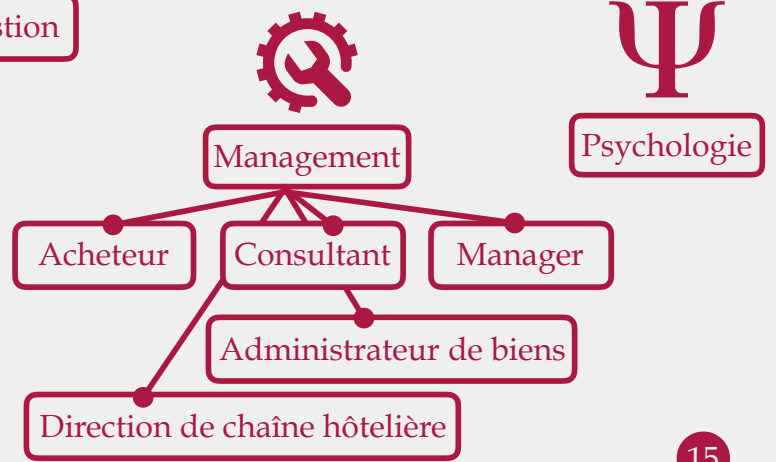 stion
Management
Ψ
Psychologie
Acheteur
Consultant
Manager
Administrateur de biens
Direction de chaîne hôtelière
15